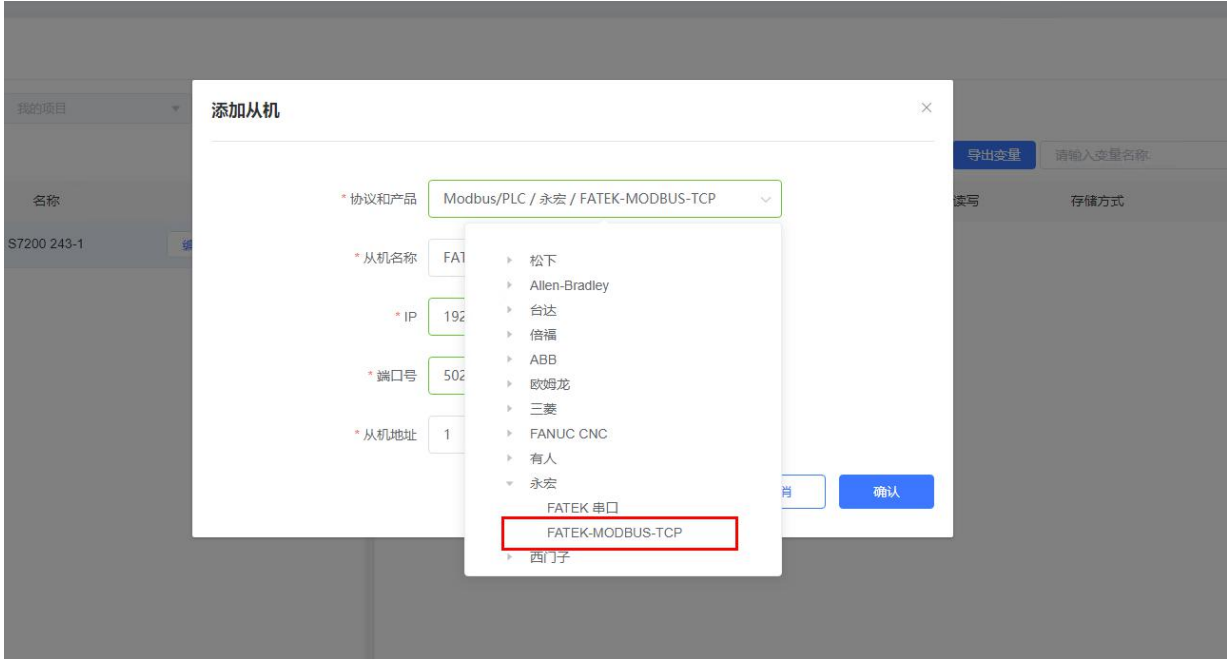 我的项目
添加从机
导出变量
请输入变量名称.
名称
读写
存储方式
S7200 243-1
编
* 协议和产品
Modbus/PLC / 永宏 / FATEK-MODBUS-TCP
* 从机名称
FAT
* IP
192
* 端口号
502
* 从机地址
1
松下
Allen-Bradley
台达
倍福
ABB
欧姆龙
三菱
FANUC CNC
有人
永宏
FATEK 串口
FATEK-MODBUS-TCP
西门子
消
确认